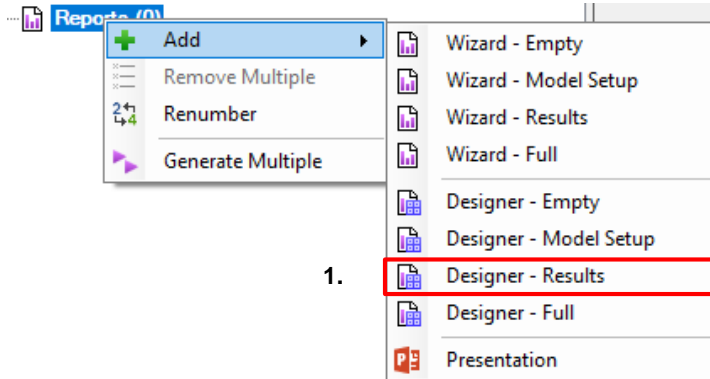 Reports (0)
Add
Remove Multiple
Renumber
Generate Multiple
Wizard - Empty
Wizard - Model Setup
Wizard - Results
Wizard - Full
Designer - Empty
Designer - Model Setup
1.
Designer - Results
Designer - Full
Presentation